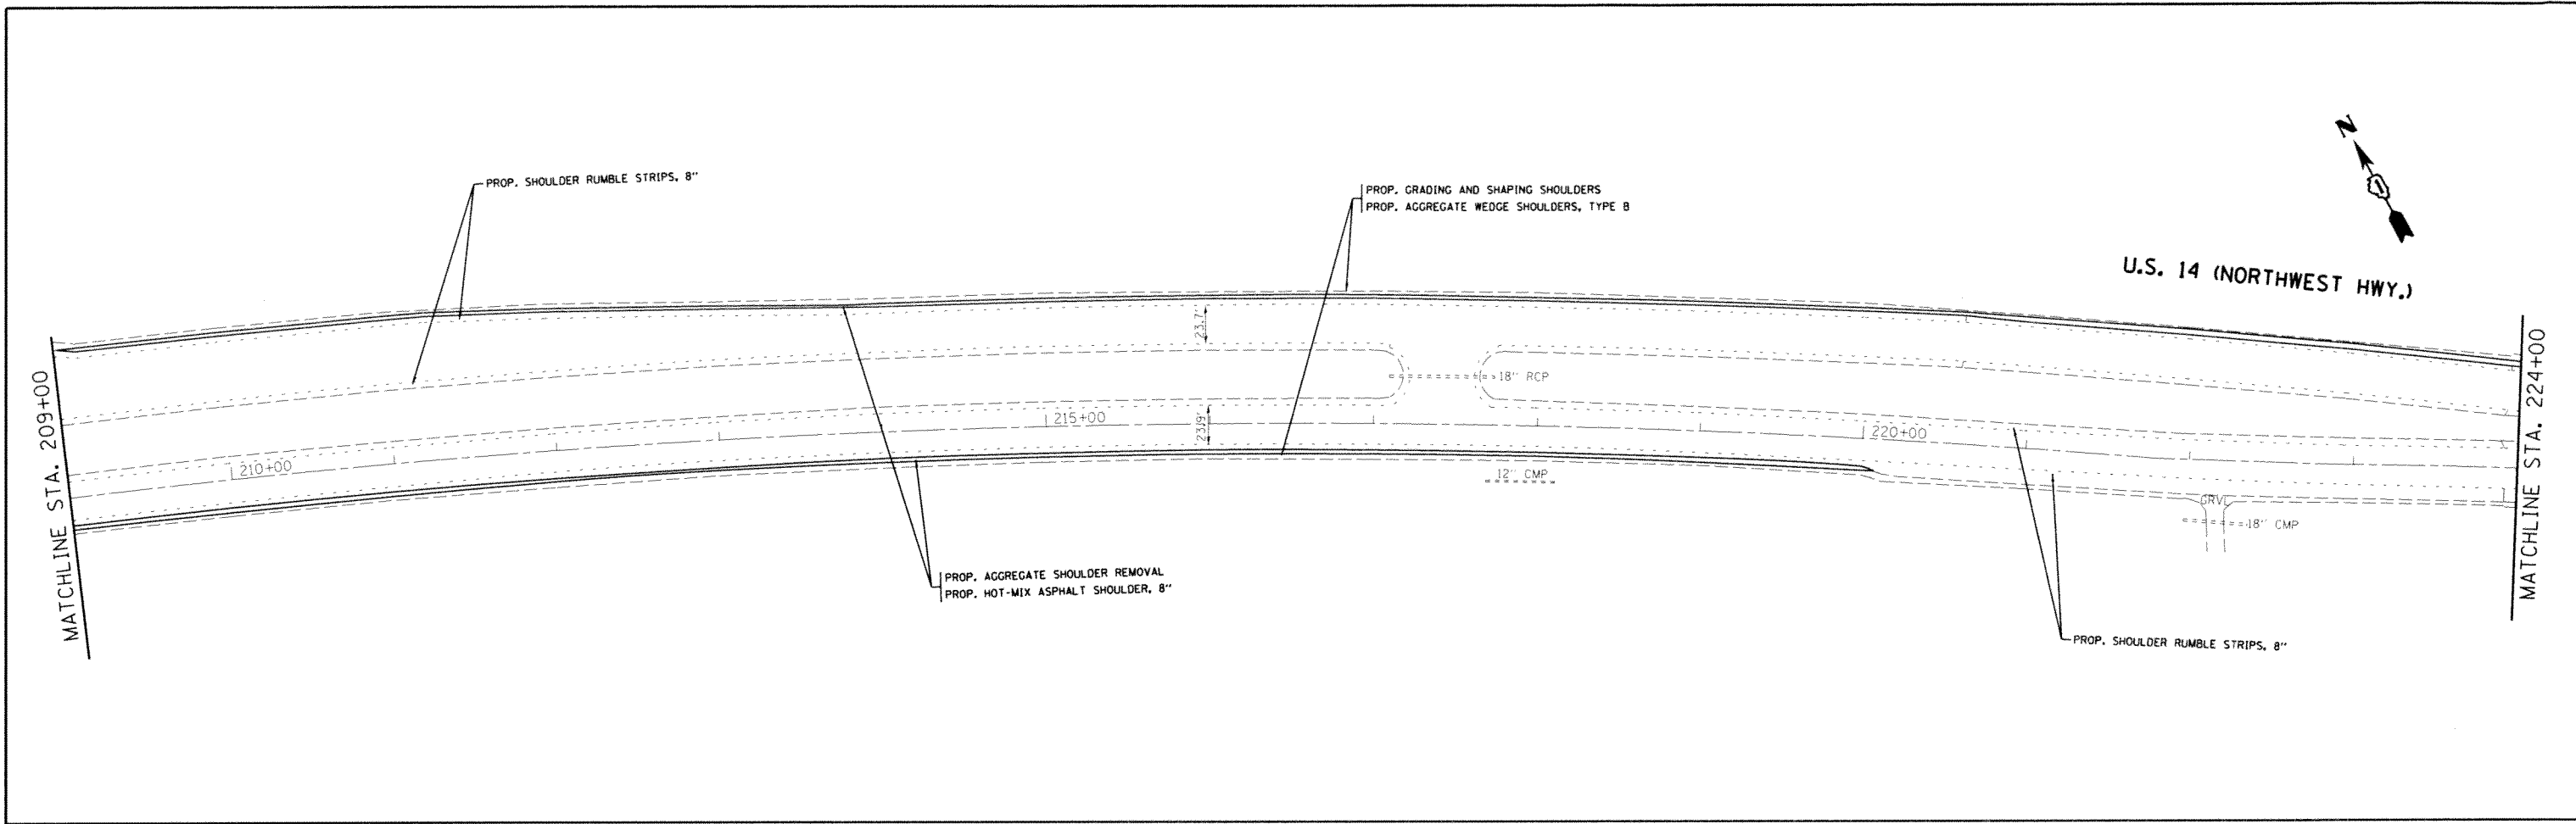 N
PROP. SHOULDER RUMBLE STRIPS, 8"
PROP. GRADING AND SHAPING SHOULDERS
PROP. AGGREGATE WEDGE SHOULDERS, TYPE B
U.S. 14 (NORTHWEST HWY.)
MATCHLINE STA. 209+00
23.7'
18" RCP
215+00
23.9'
220+00
210+00
12" CMP
GRVL
18" CMP
MATCHLINE STA. 224+00
PROP. AGGREGATE SHOULDER REMOVAL
PROP. HOT-MIX ASPHALT SHOULDER, 8"
PROP. SHOULDER RUMBLE STRIPS, 8"